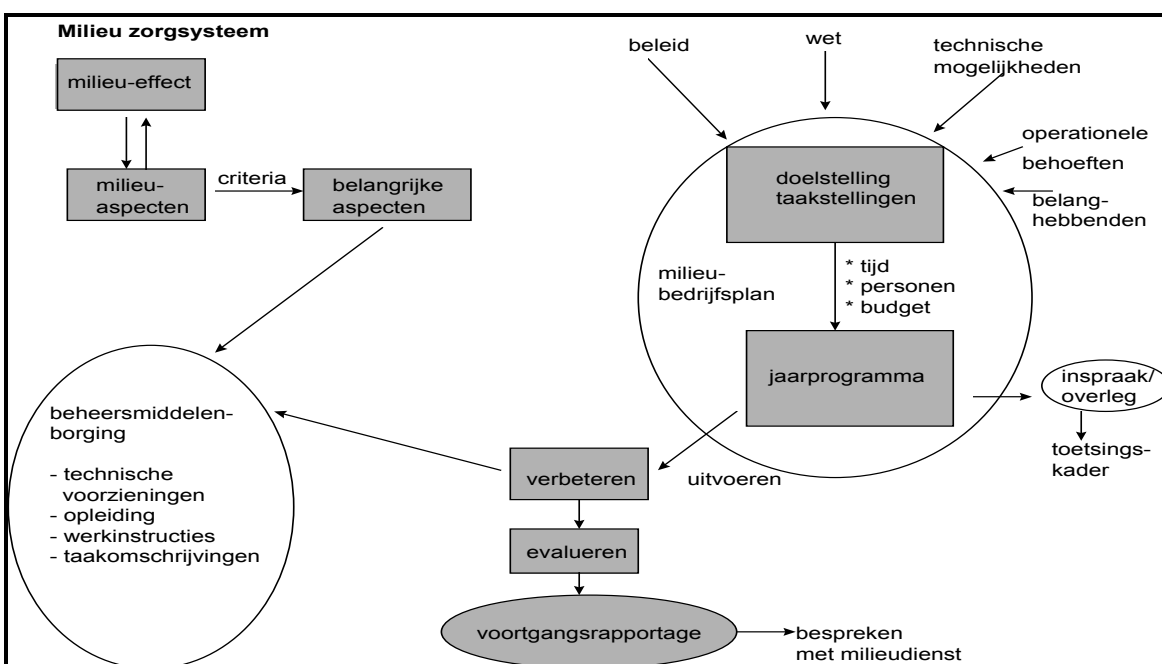 Milieu zorgsysteem
milieu-effect
milieu-
aspecten
criteria
belangrijke
aspecten
beleid
wet
technische
mogelijkheden
operationele
behoeften
belang-
hebbenden
doelstelling
taakstellingen
milieu-
bedrijfsplan
* tijd
* personen
* budget
jaarprogramma
inspraak/
overleg
toetsings-
kader
beheersmiddelen-
borging
- technische
voorzieningen
- opleiding
- werkinstructies
- taakomschrijvingen
verbeteren
uitvoeren
evalueren
voortgangsrapportage
bespreken
met milieudienst